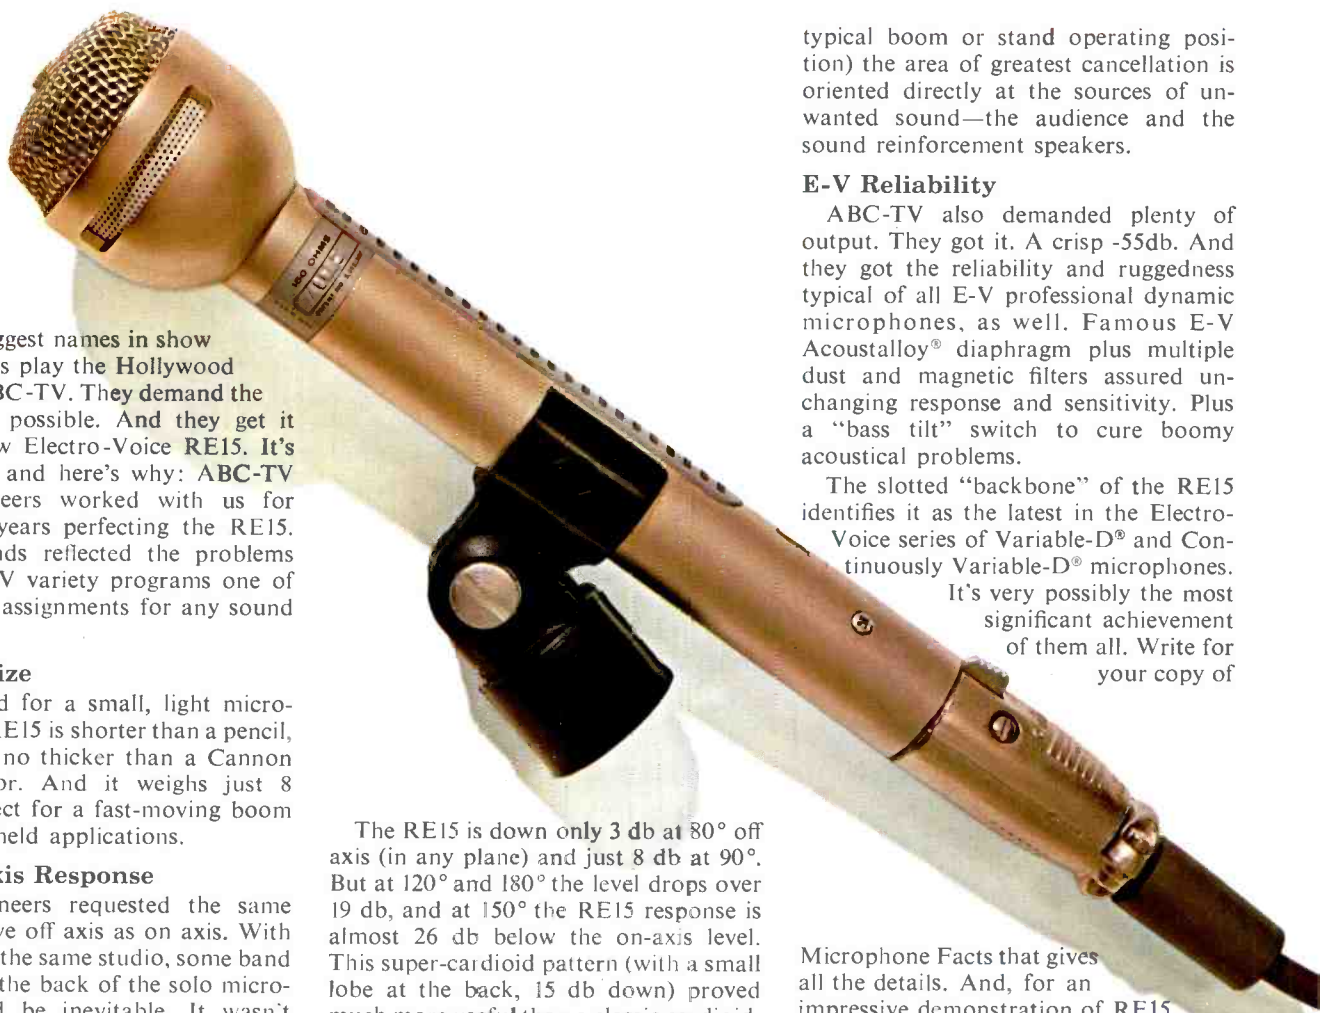 ggest names in show
s play the Hollywood
BC-TV. They demand the
possible. And they get it
w Electro-Voice RE15. It's
and here's why: ABC-TV
eers worked with us for
years perfecting the RE15.
nds reflected the problems
V variety programs one of
assignments for any sound
ize
d for a small, light micro-
RE15 is shorter than a pencil,
no thicker than a Cannon
or. And it weighs just 8
ect for a fast-moving boom
held applications.
xis Response
neers requested the same
ve off axis as on axis. With
the same studio, some band
the back of the solo micro-
d be inevitable. It wasn't
The RE15 is down only 3 db at 80° off
axis (in any plane) and just 8 db at 90°.
But at 120° and 180° the level drops over
19 db, and at 150° the RE15 response is
almost 26 db below the on-axis level.
This super-cardioid pattern (with a small
lobe at the back, 15 db down) proved
typical boom or stand operating posi-
tion) the area of greatest cancellation is
oriented directly at the sources of un-
wanted sound—the audience and the
sound reinforcement speakers.
E-V Reliability
ABC-TV also demanded plenty of
output. They got it. A crisp -55db. And
they got the reliability and ruggedness
typical of all E-V professional dynamic
microphones, as well. Famous E-V
Acoustalloy® diaphragm plus multiple
dust and magnetic filters assured un-
changing response and sensitivity. Plus
a “bass tilt” switch to cure boomy
acoustical problems.
The slotted “backbone” of the RE15
identifies it as the latest in the Electro-
Voice series of Variable-D® and Con-
tinuously Variable-D® microphones.
It's very possibly the most
significant achievement
of them all. Write for
your copy of
Microphone Facts that gives
all the details. And, for an
impressive demonstration of RE15
150 OHMS